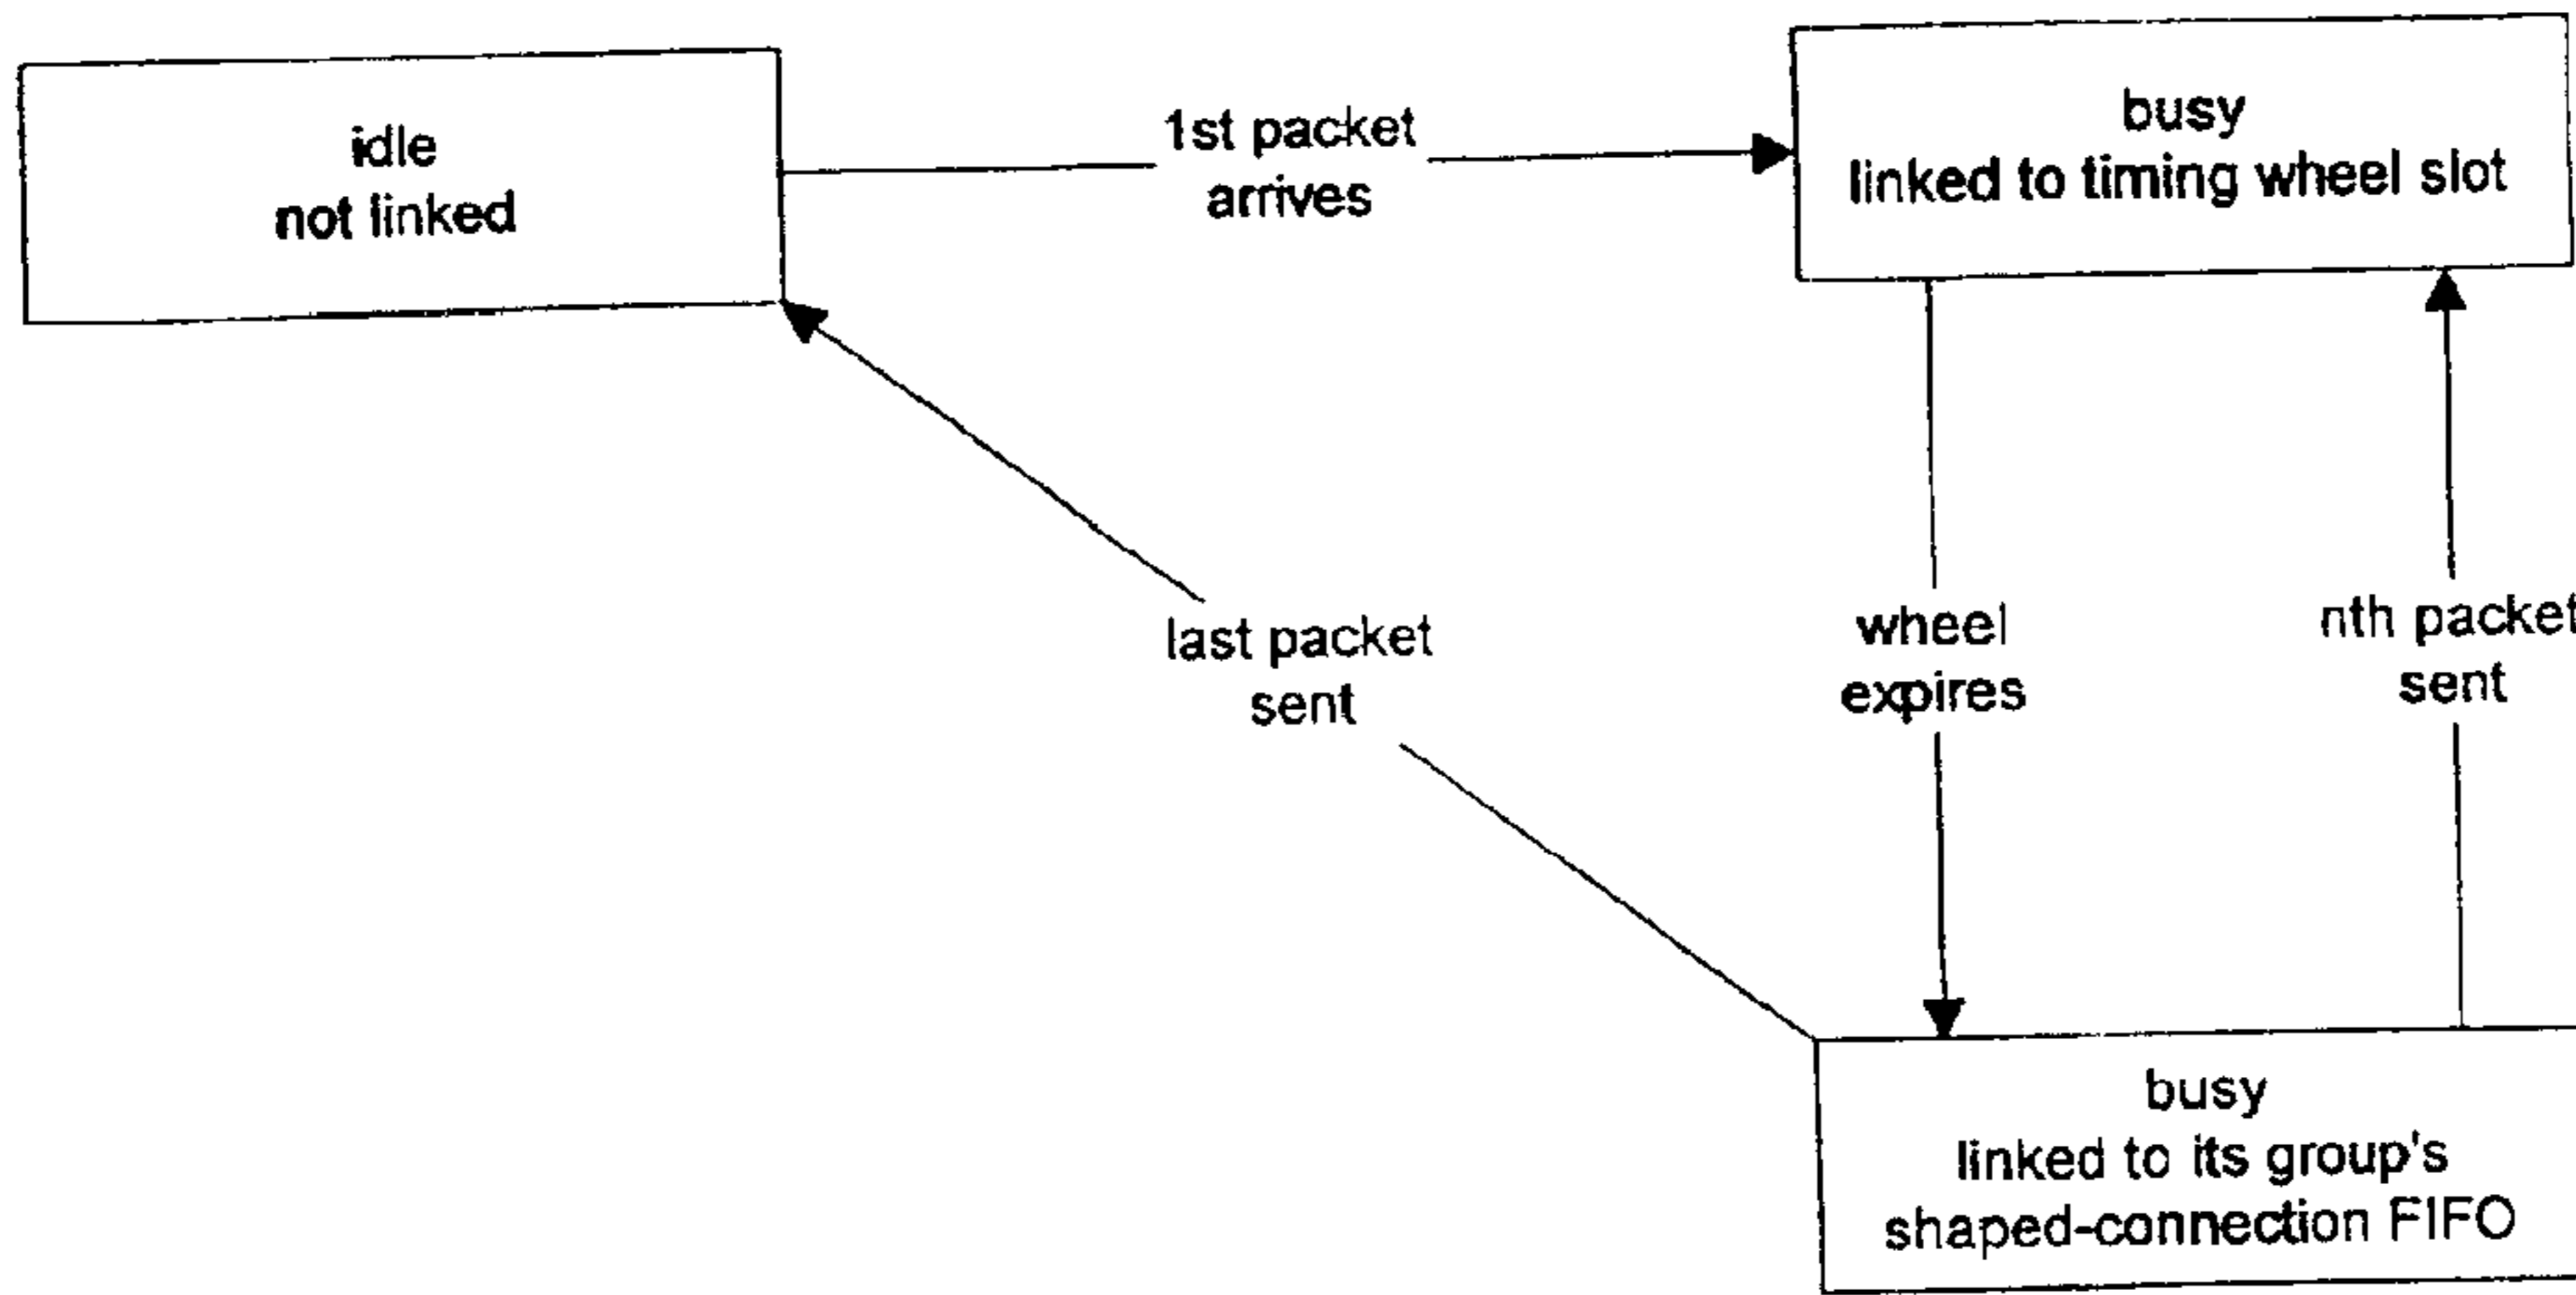 idle
not linked
1st packet
arrives
busy
linked to timing wheel slot
last packet
sent
wheel
expires
nth packet
sent
busy
linked to its group's
shaped-connection FIFO